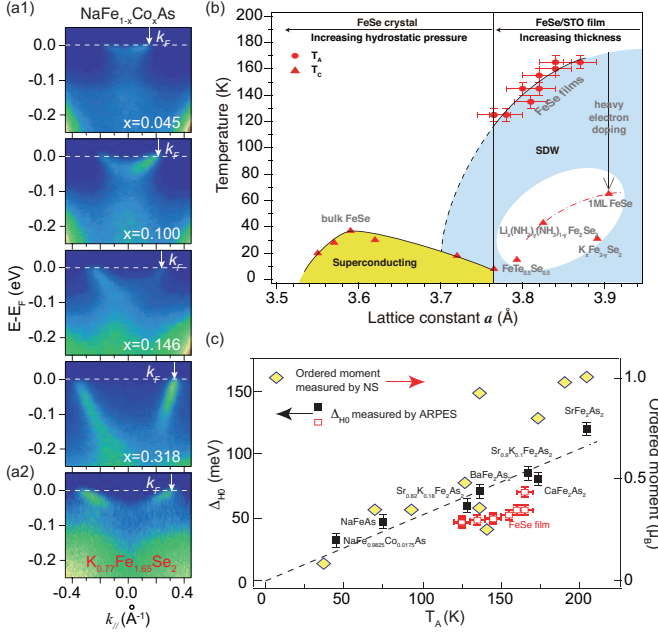 (a1)
NaFe1-xCoxAs
kF
0.0
-0.1
-0.2
x=0.045
kF
0.0
-0.1
x=0.100
kF
0.0
-0.1
x=0.146
kF
0.0
-0.1
-0.2
x=0.318
(a2)
kF
0.0
-0.1
-0.2
K0.77Fe1.65Se2
E-EF (eV)
-0.4
0.0
0.4
k// (Å-1)
(b)
FeSe crystal
FeSe/STO film
Increasing hydrostatic pressure
Increasing thickness
TA
TC
200
180
160
140
120
100
80
60
40
20
0
Temperature (K)
FeSe films
heavy
electron
doping
SDW
1ML FeSe
bulk FeSe
Lix(NH2)y(NH3)1-yFe2Se2
KxFe2-ySe2
FeTe0.5Se0.5
Superconducting
3.5
3.6
3.7
3.8
3.9
Lattice constant a (Å)
(c)
Ordered moment
measured by NS
ΔH0 measured by ARPES
SrFe2As2
Sr0.9K0.1Fe2As2
BaFe2As2
Sr0.82K0.18Fe2As2
CaFe2As2
NaFeAs
FeSe film
NaFe0.9825Co0.0175As
150
100
50
0
ΔH0
(meV)
1.0
0.5
0
Ordered moment (μB)
0
50
100
150
200
TA (K)